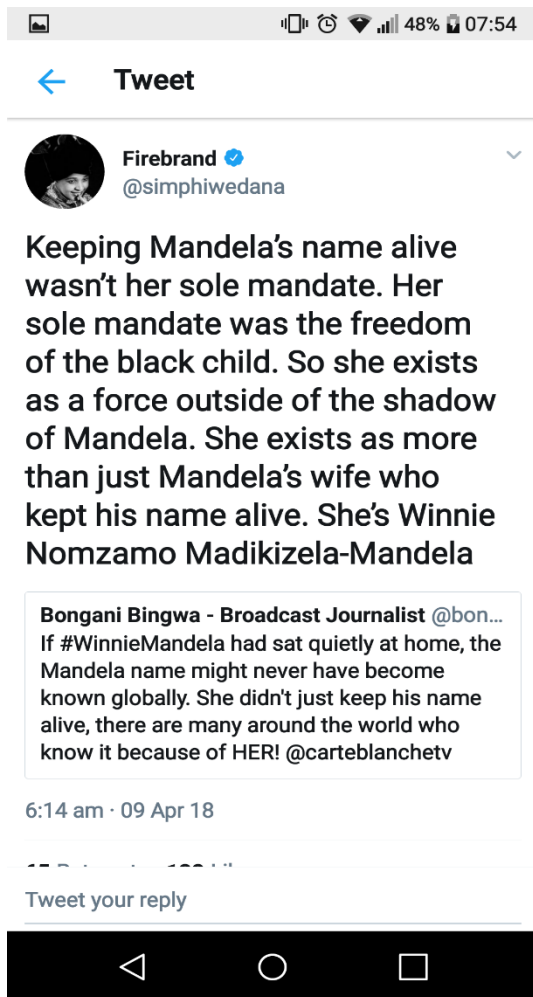 48% 07:54
Tweet
Firebrand
@simphiwedana
Keeping Mandela's name alive
wasn't her sole mandate. Her
sole mandate was the freedom
of the black child. So she exists
as a force outside of the shadow
of Mandela. She exists as more
than just Mandela's wife who
kept his name alive. She's Winnie
Nomzamo Madikizela-Mandela
Bongani Bingwa - Broadcast Journalist @bon...
If #WinnieMandela had sat quietly at home, the
Mandela name might never have become
known globally. She didn't just keep his name
alive, there are many around the world who
know it because of HER! @carteblanchetv
6:14 am · 09 Apr 18
Tweet your reply